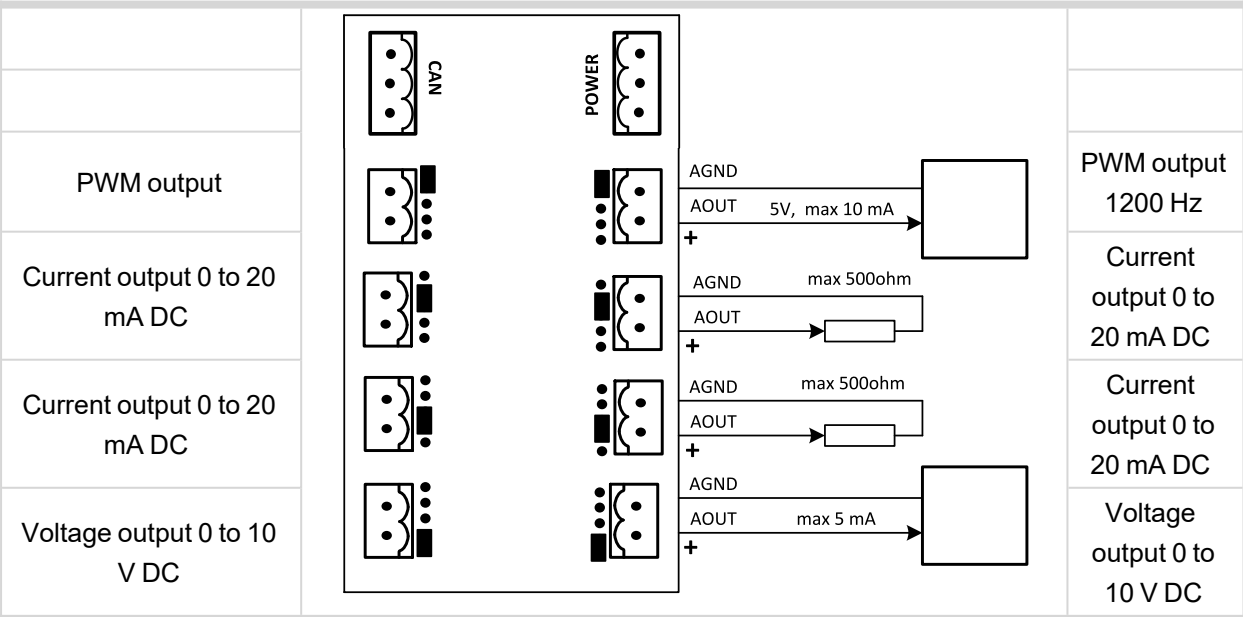 CAN
POWER
PWM output
AGND
AOUT 5V, max 10 mA
+
PWM output
1200 Hz
Current output 0 to 20
mA DC
AGND max 500ohm
AOUT
+
Current
output 0 to
20 mA DC
Current output 0 to 20
mA DC
AGND max 500ohm
AOUT
+
Current
output 0 to
20 mA DC
Voltage output 0 to 10
V DC
AGND
AOUT max 5 mA
+
Voltage
output 0 to
10 V DC